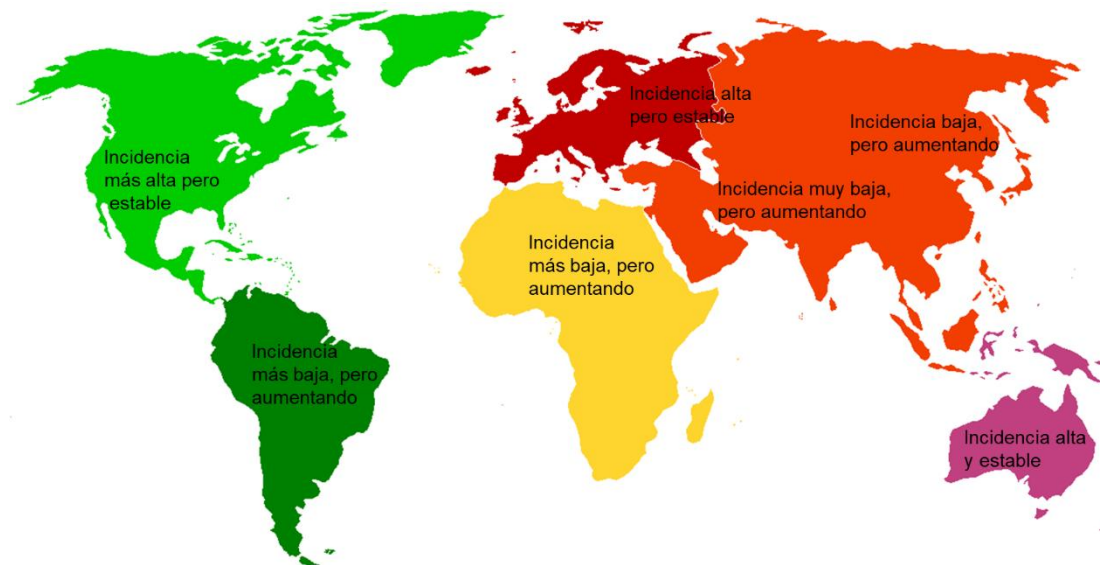 Incidencia alta
pero estable
Incidencia baja,
pero aumentando
Incidencia
más alta pero
estable
Incidencia muy baja,
pero aumentando
Incidencia
más baja, pero
aumentando
Incidencia
más baja, pero
aumentando
Incidencia alta
y estable